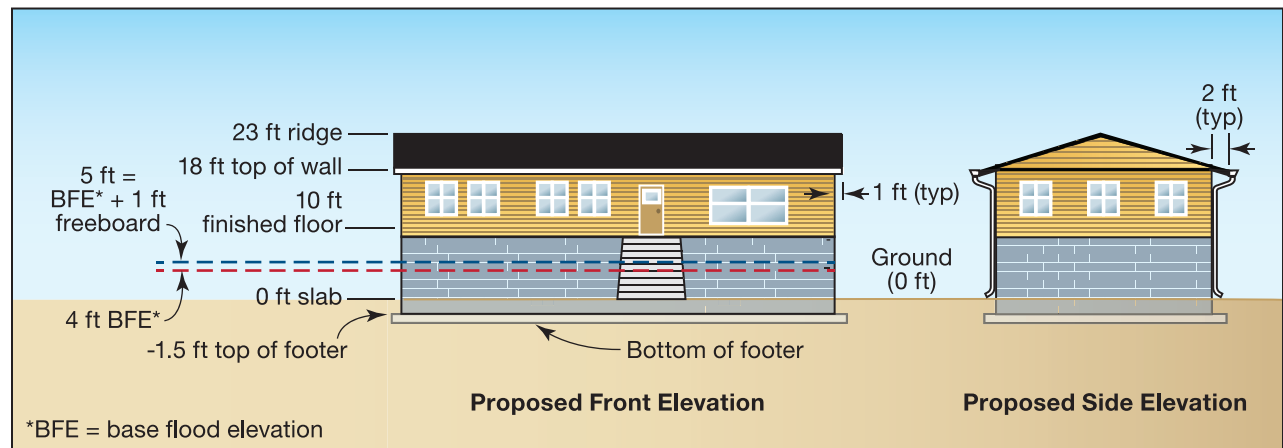 23 ft ridge
18 ft top of wall
5 ft =
BFE* + 1 ft
freeboard
10 ft
finished floor
0 ft slab
4 ft BFE*
-1.5 ft top of footer
Bottom of footer
1 ft (typ)
Ground
(0 ft)
2 ft
(typ)
Proposed Front Elevation
Proposed Side Elevation
*BFE = base flood elevation